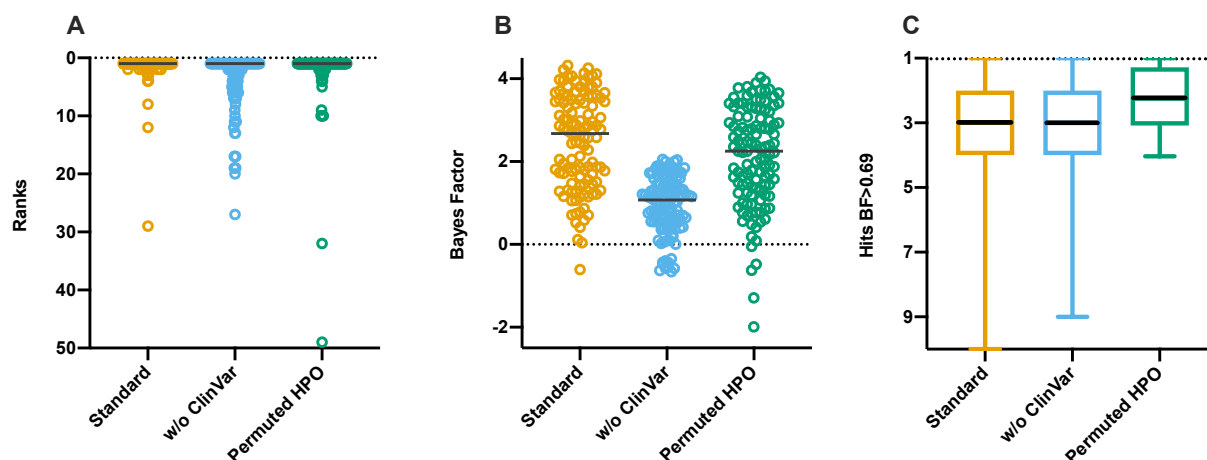 A
Ranks
0
10
20
30
40
50
Standard
w/o ClinVar
Permuted HPO
B
Bayes Factor
4
2
0
-2
Standard
w/o ClinVar
Permuted HPO
C
Hits BF>0.69
1
3
5
7
9
Standard
w/o ClinVar
Permuted HPO